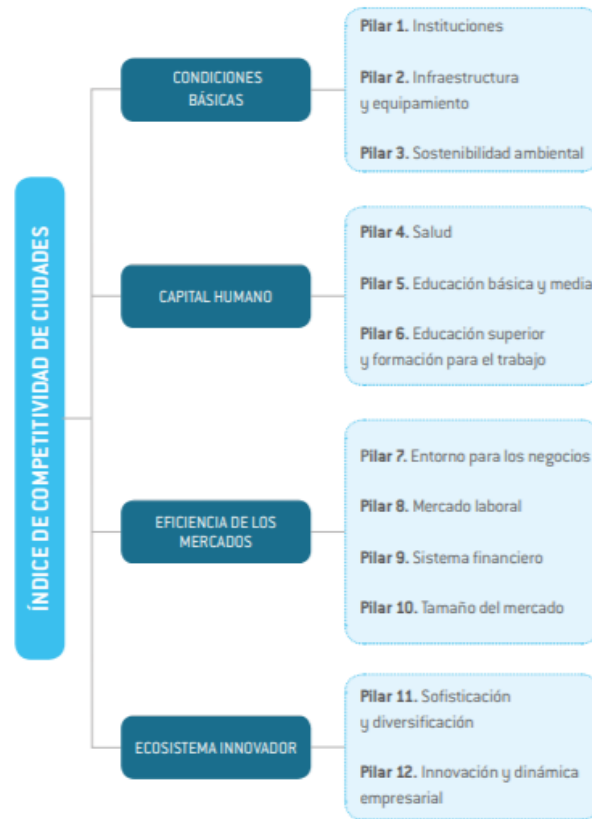 ÍNDICE DE COMPETITIVIDAD DE CIUDADES
CONDICIONES
BÁSICAS
Pilar 1. Instituciones
Pilar 2. Infraestructura
y equipamiento
Pilar 3. Sostenibilidad ambiental
CAPITAL HUMANO
Pilar 4. Salud
Pilar 5. Educación básica y media
Pilar 6. Educación superior
y formación para el trabajo
EFICIENCIA DE LOS
MERCADOS
Pilar 7. Entorno para los negocios
Pilar 8. Mercado laboral
Pilar 9. Sistema financiero
Pilar 10. Tamaño del mercado
ECOSISTEMA INNOVADOR
Pilar 11. Sofisticación
y diversificación
Pilar 12. Innovación y dinámica
empresarial